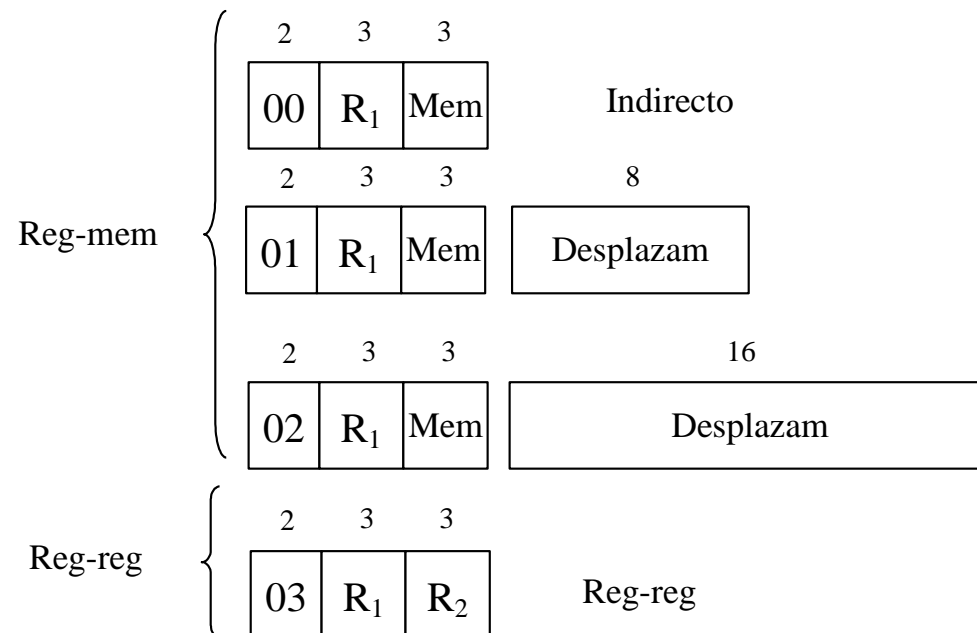 2 3 3
00 R₁ Mem Indirecto
2 3 3 8
Reg-mem
01 R₁ Mem Desplazam
2 3 3 16
02 R₁ Mem Desplazam
2 3 3
Reg-reg
03 R₁ R₂ Reg-reg